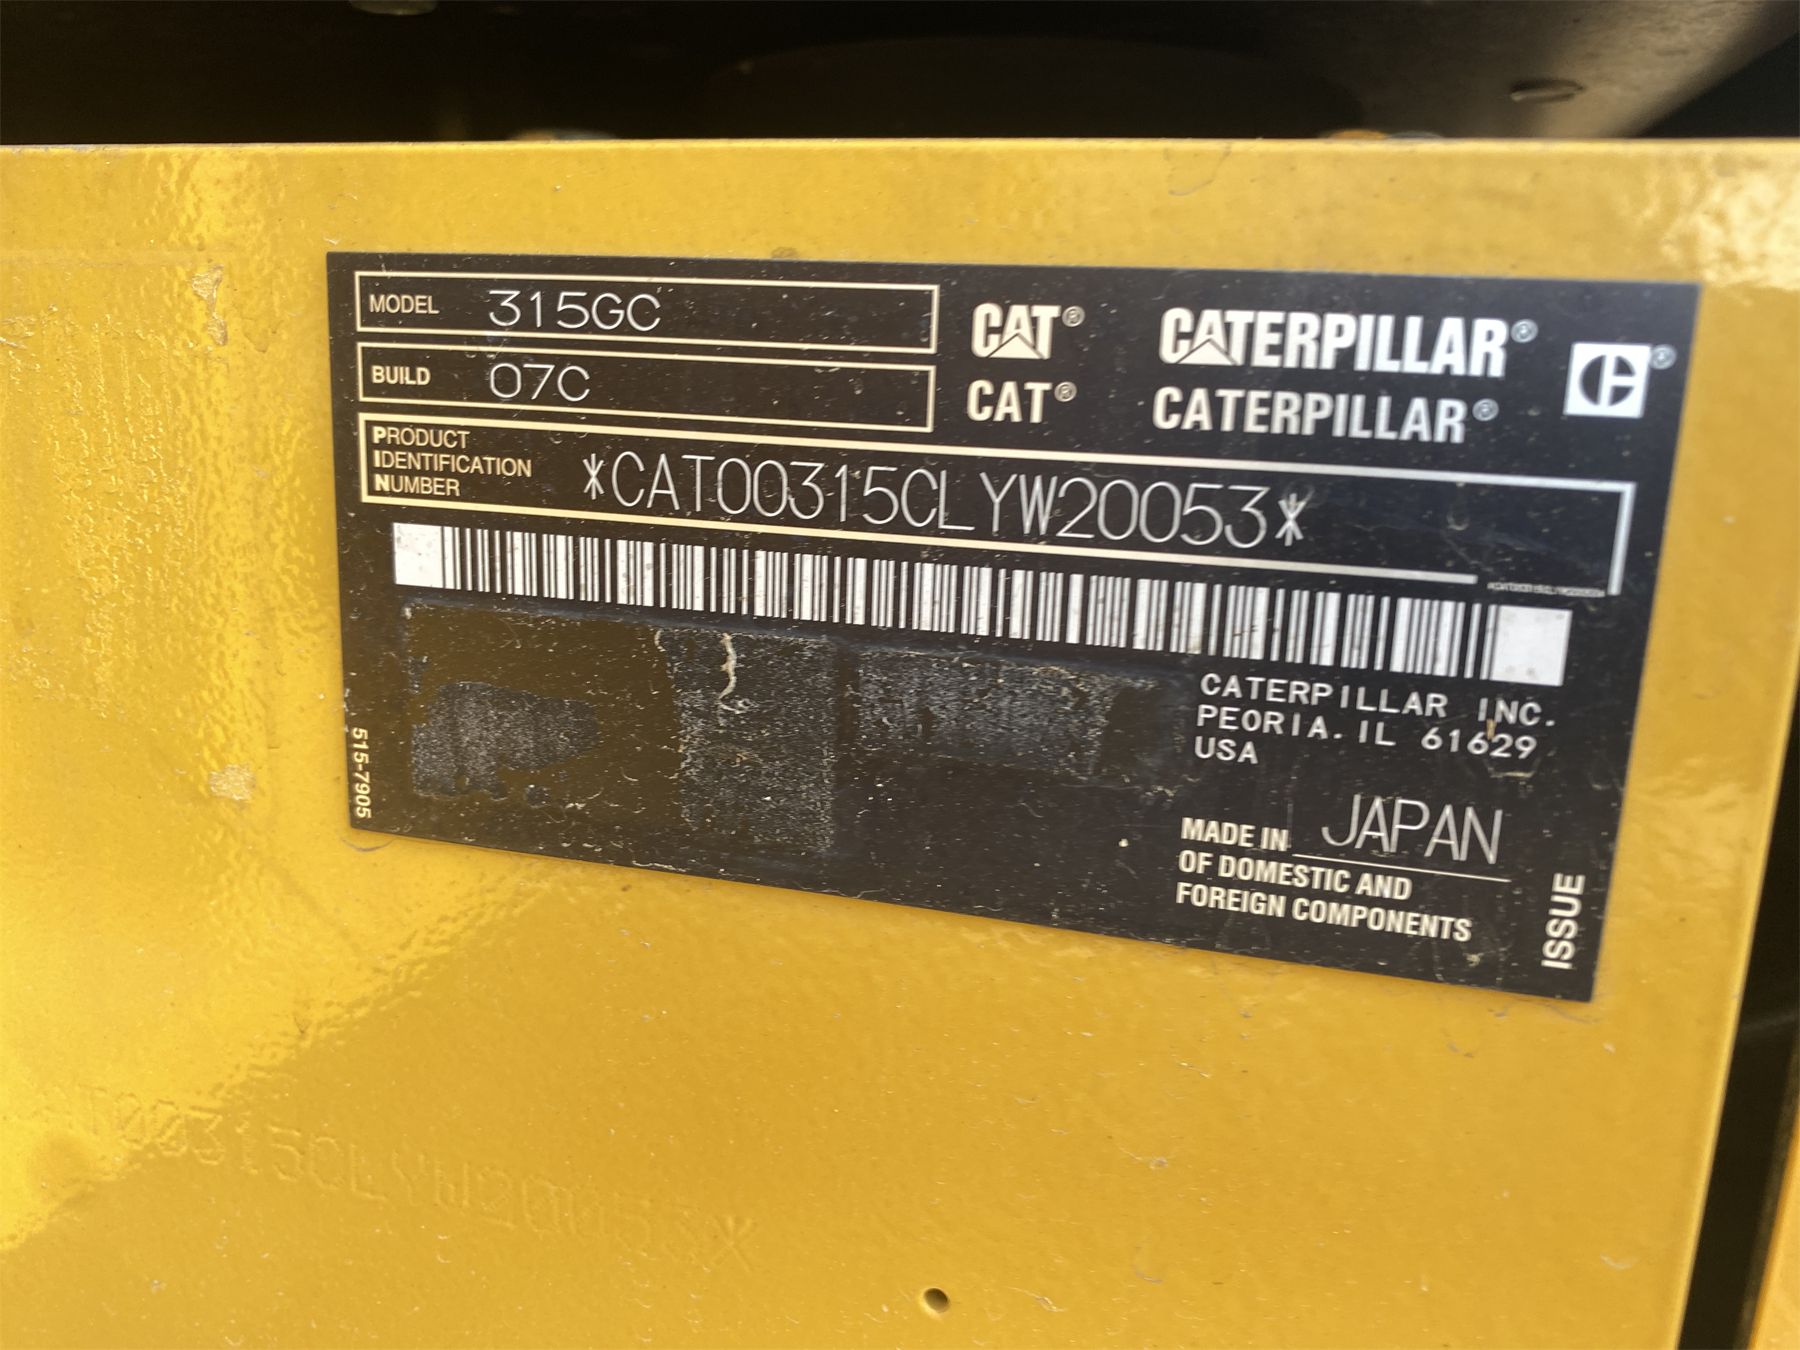 MODEL 315GC
BUILD 07C
CAT® CATERPILLAR® ®
CAT® CATERPILLAR®
PRODUCT
IDENTIFICATION
NUMBER
*CAT00315CLYW20053*
CATERPILLAR INC.
PEORIA, IL 61629
USA
515-7905
MADE IN JAPAN
OF DOMESTIC AND
FOREIGN COMPONENTS
ISSUE
T00315CLYW20053*